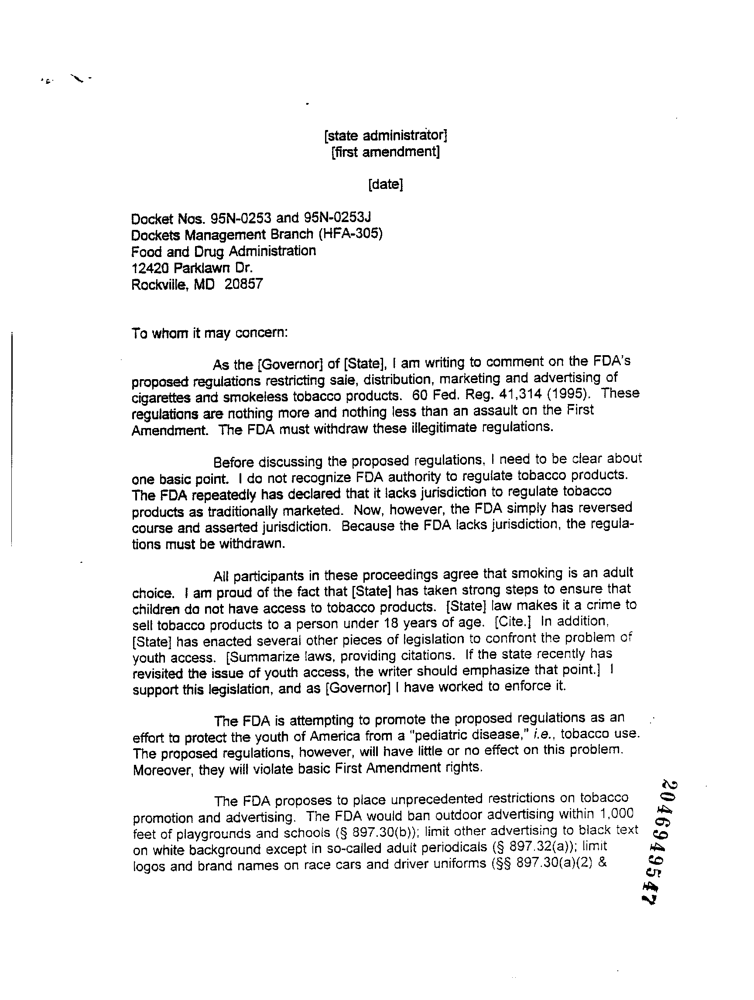 [state administrator]
[first amendment]
[date]
Docket Nos. 95N-0253 and 95N-0253J
Dockets Management Branch (HFA-305)
Food and Drug Administration
12420 Parklawn Dr.
Rockville, MD 20857
To whom it may concern:
As the [Governor] of [State], I am writing to comment on the FDA's
proposed regulations restricting sale, distribution, marketing and advertising of
cigarettes and smokeless tobacco products. 60 Fed. Reg. 41,314 (1995). These
regulations are nothing more and nothing less than an assault on the First
Amendment. The FDA must withdraw these illegitimate regulations.
Before discussing the proposed regulations, I need to be clear about
one basic point. I do not recognize FDA authority to regulate tobacco products.
The FDA repeatedly has declared that it lacks jurisdiction to regulate tobacco
products as traditionally marketed. Now, however, the FDA simply has reversed
course and asserted jurisdiction. Because the FDA lacks jurisdiction, the regula-
tions must be withdrawn.
All participants in these proceedings agree that smoking is an adult
choice. I am proud of the fact that [State] has taken strong steps to ensure that
children do not have access to tobacco products. [State] law makes it a crime to
sell tobacco products to a person under 18 years of age. [Cite.] In addition,
[State] has enacted several other pieces of legislation to confront the problem of
youth access. [Summarize laws, providing citations. If the state recently has
revisited the issue of youth access, the writer should emphasize that point.] I
support this legislation, and as [Governor] I have worked to enforce it.
The FDA is attempting to promote the proposed regulations as an
effort to protect the youth of America from a "pediatric disease," i.e., tobacco use.
The proposed regulations, however, will have little or no effect on this problem.
Moreover, they will violate basic First Amendment rights.
The FDA proposes to place unprecedented restrictions on tobacco
promotion and advertising. The FDA would ban outdoor advertising within 1,000
feet of playgrounds and schools (§ 897.30(b)); limit other advertising to black text
on white background except in so-called adult periodicals (§ 897.32(a)); limit
logos and brand names on race cars and driver uniforms (§§ 897.30(a)(2) &
2046949547